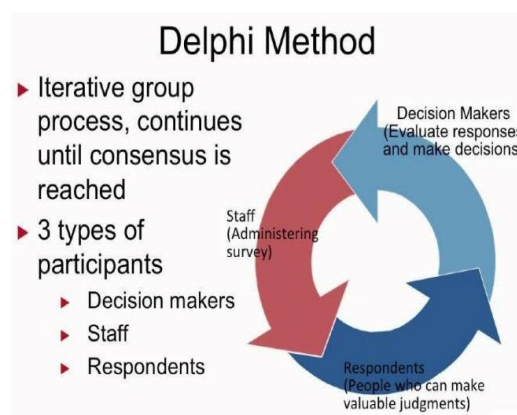 Delphi Method
Iterative group
process, continues
until consensus is
reached
3 types of
participants
Decision makers
Staff
Respondents
Decision Makers
(Evaluate responses
and make decisions
Staff
(Administering
survey)
Respondents
(People who can make
valuable judgments)